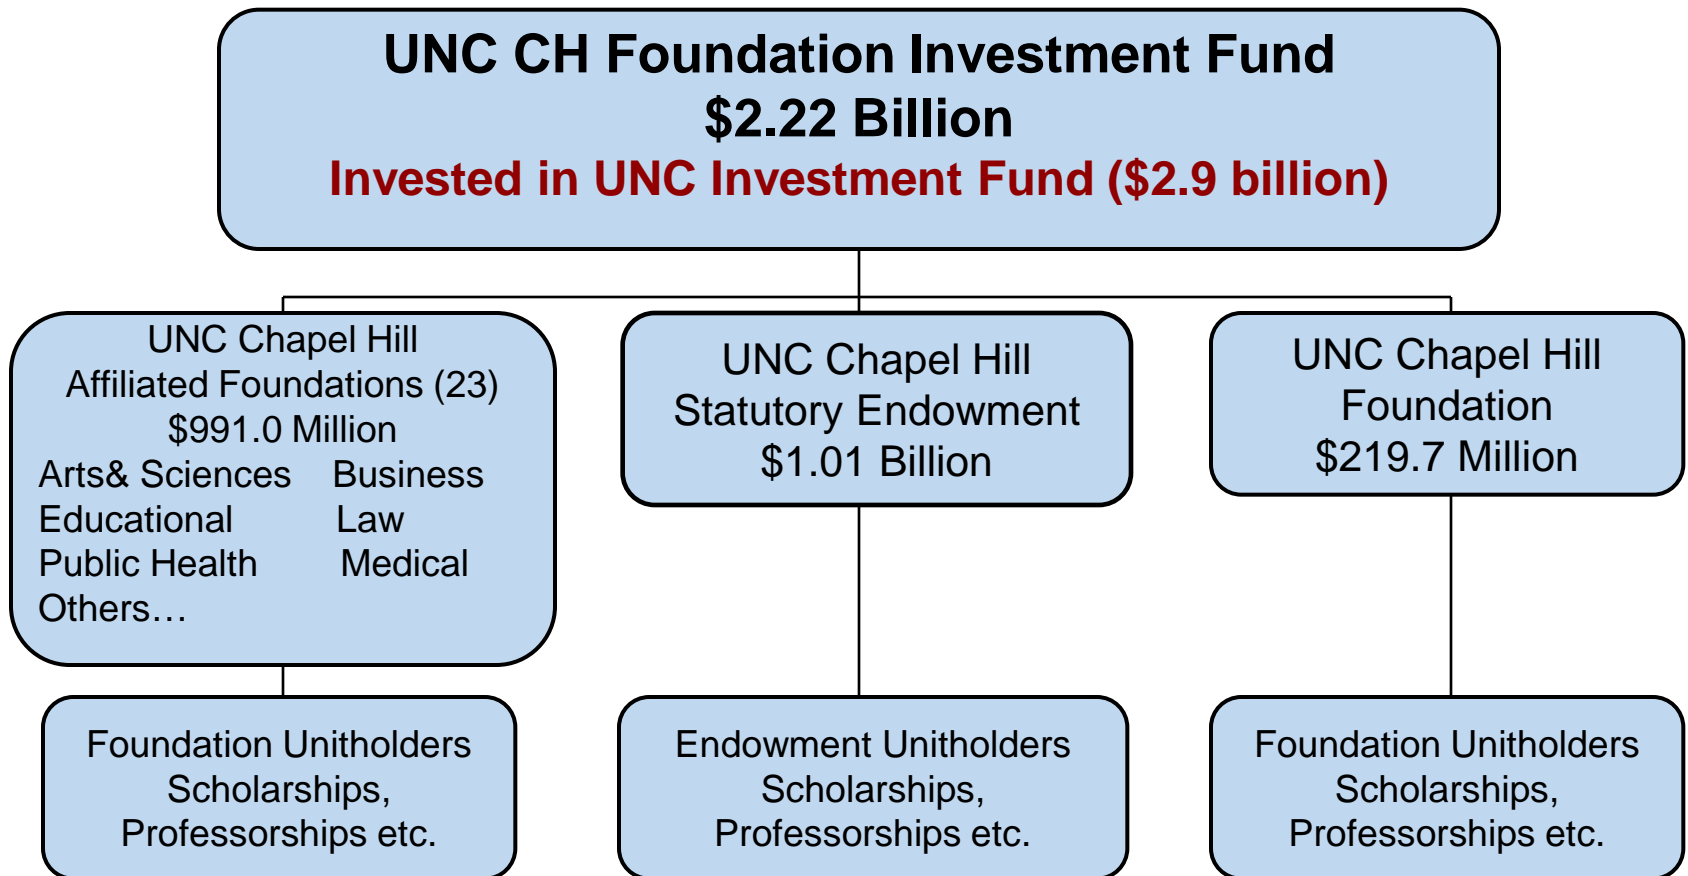 UNC CH Foundation Investment Fund
$2.22 Billion
Invested in UNC Investment Fund ($2.9 billion)
UNC Chapel Hill
Affiliated Foundations (23)
$991.0 Million
Arts& Sciences Business
Educational Law
Public Health Medical
Others…
UNC Chapel Hill
Statutory Endowment
$1.01 Billion
UNC Chapel Hill
Foundation
$219.7 Million
Foundation Unitholders
Scholarships,
Professorships etc.
Endowment Unitholders
Scholarships,
Professorships etc.
Foundation Unitholders
Scholarships,
Professorships etc.